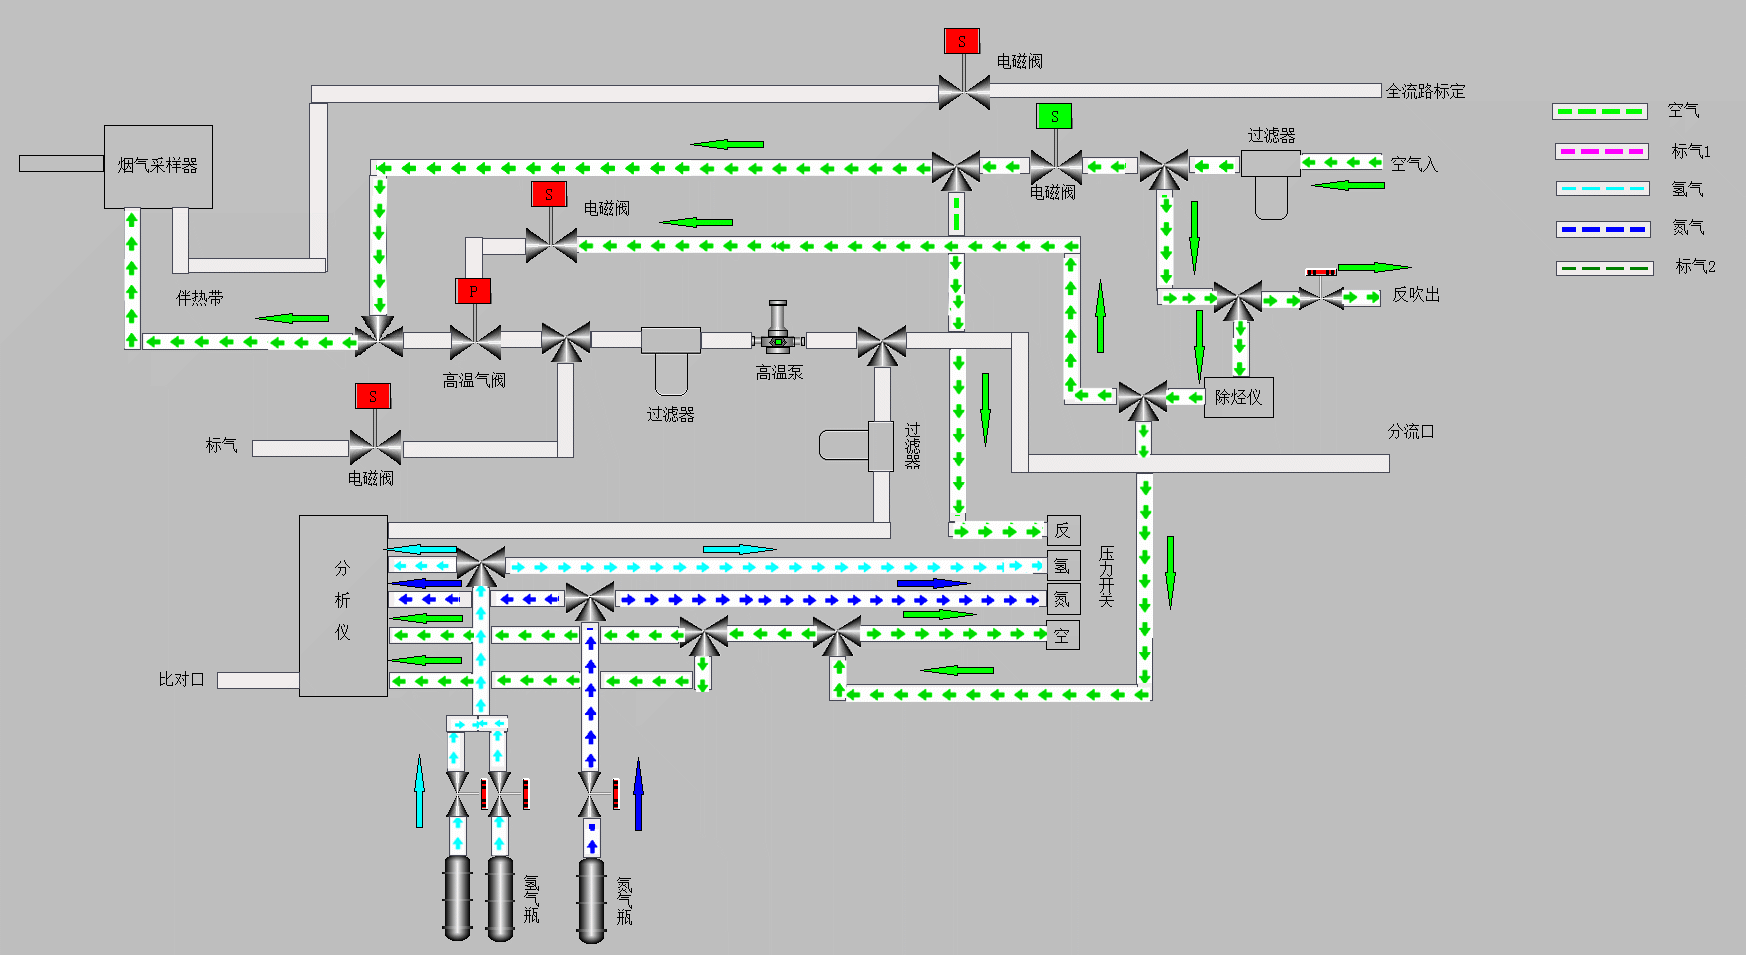 S
电磁阀
全流路标定
S
空气
过滤器
标气1
烟气采样器
空气入
氢气
电磁阀
S
电磁阀
氮气
标气2
伴热带
反吹出
P
高温气阀
高温泵
过滤器
除烃仪
S
标气
电磁阀
过滤器
分流口
反
氢
氮
空
压力开关
分析仪
比对口
氢气瓶
氮气瓶